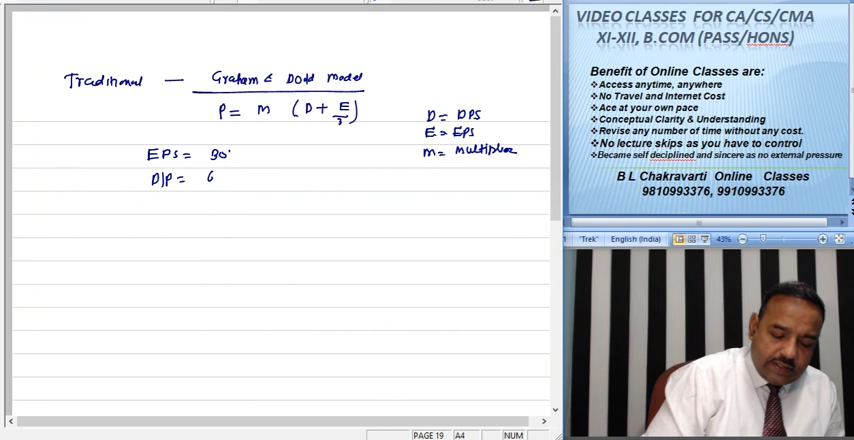 Traditional — Graham & Dodd model
P = M (D + E/3)
D = DPS
E = EPS
M = Multiplier
EPS = 30
D/P = 6
VIDEO CLASSES FOR CA/CS/CMA
XI-XII, B.COM (PASS/HONS)
Benefit of Online Classes are:
❖Access anytime, anywhere
❖No Travel and Internet Cost
❖Ace at your own pace
❖Conceptual Clarity & Understanding
❖Revise any number of time without any cost.
❖No lecture skips as you have to control
❖Became self deciplined and sincere as no external pressure
B L Chakravarti Online Classes
9810993376, 9910993376
"Trek" English (India) 43%
PAGE 19 A4 NUM